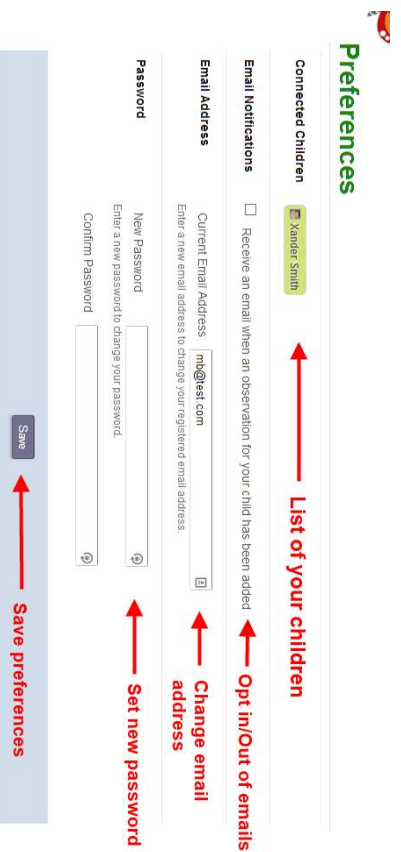 Preferences
Connected Children
Xander Smith
List of your children
Email Notifications
Receive an email when an observation for your child has been added
Opt in/Out of emails
Email Address
Current Email Address
mb@test.com
Change email
address
Enter a new email address to change your registered email address.
Password
New Password
Set new password
Enter a new password to change your password.
Confirm Password
Save
Save preferences